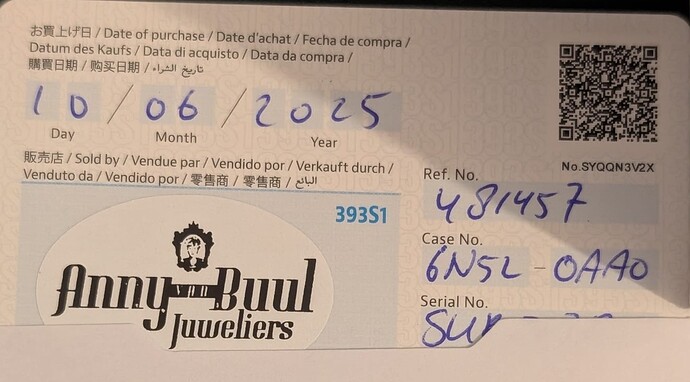 お買上げ日 / Date of purchase / Date d'achat / Fecha de compra /
Datum des Kaufs / Data di acquisto / Data da compra /
購買日期 / 购买日期 / تاريخ الشراء
10 / 06 / 2025
Day Month Year
販売店 / Sold by / Vendue par / Vendido por / Verkauft durch /
Venduto da / Vendido por / 零售商 / 零售商 / البائع
393S1
Anny van Buul
Juweliers
No.SYQQN3V2X
Ref. No.
481457
Case No.
6N52-0AA0
Serial No.